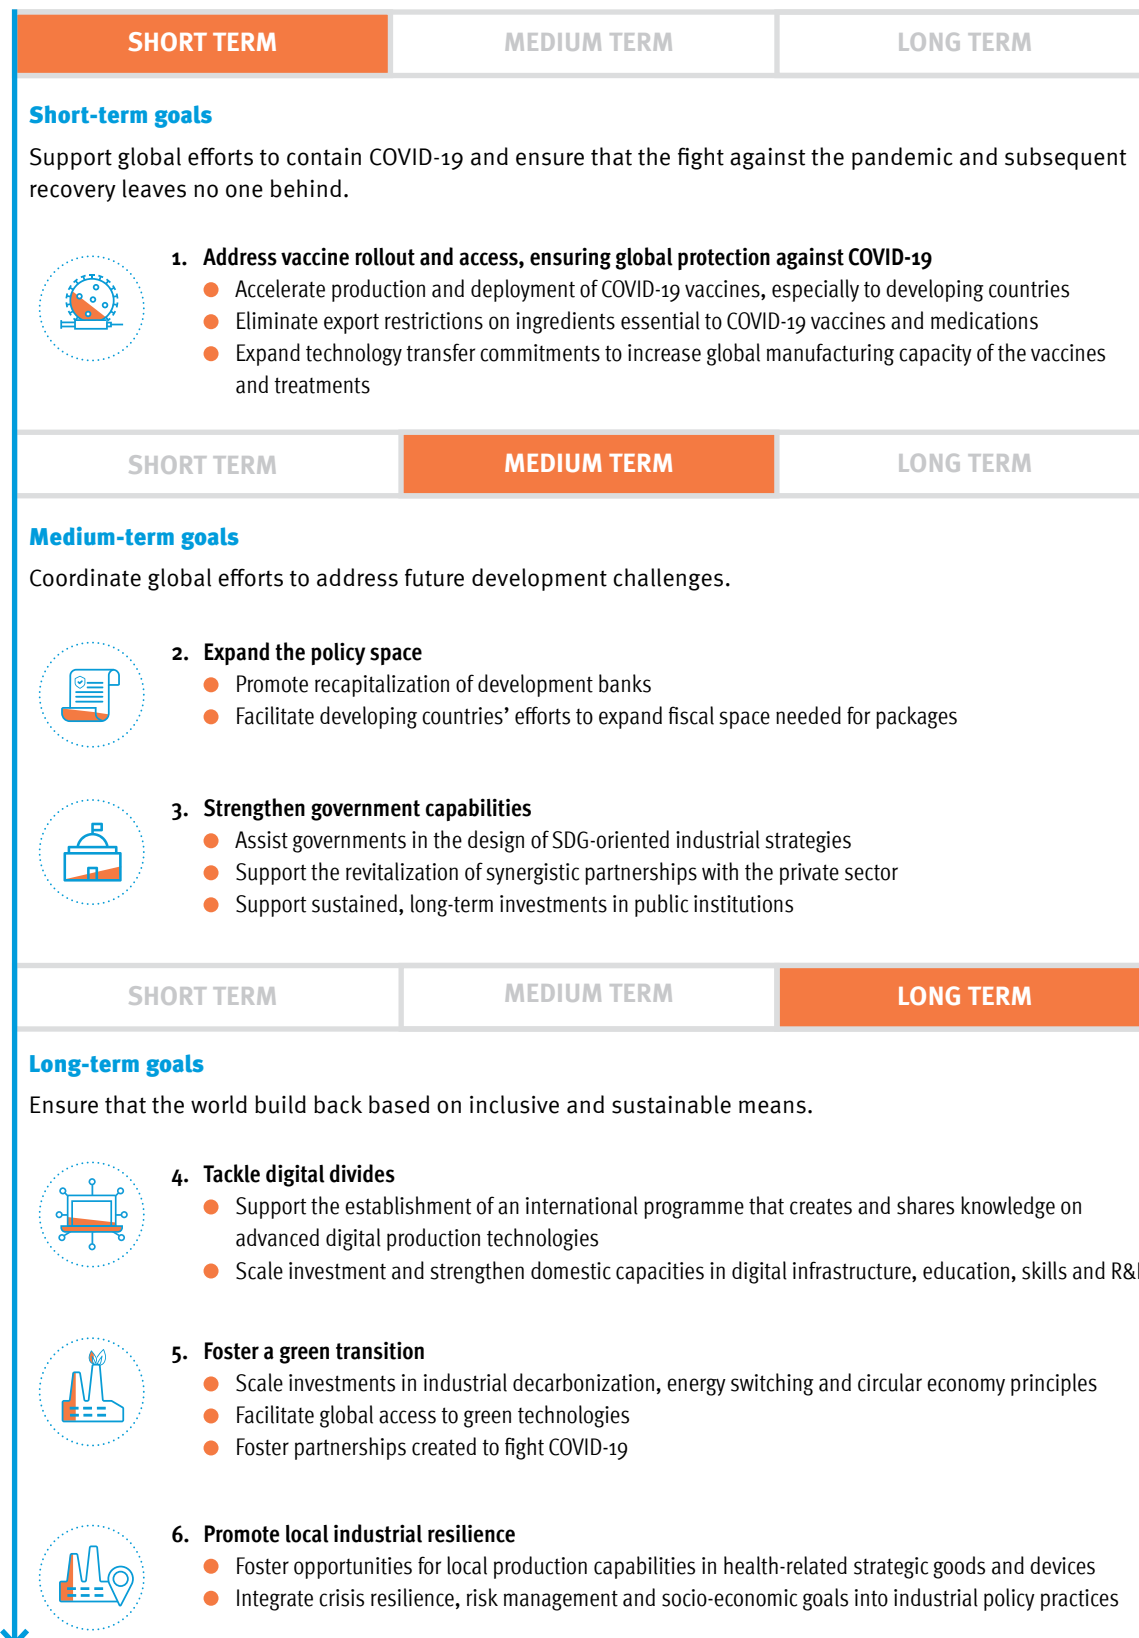 SHORT TERM MEDIUM TERM LONG TERM
Short-term goals
Support global efforts to contain COVID-19 and ensure that the fight against the pandemic and subsequent
recovery leaves no one behind.
1. Address vaccine rollout and access, ensuring global protection against COVID-19
● Accelerate production and deployment of COVID-19 vaccines, especially to developing countries
● Eliminate export restrictions on ingredients essential to COVID-19 vaccines and medications
● Expand technology transfer commitments to increase global manufacturing capacity of the vaccines
and treatments
SHORT TERM MEDIUM TERM LONG TERM
Medium-term goals
Coordinate global efforts to address future development challenges.
2. Expand the policy space
● Promote recapitalization of development banks
● Facilitate developing countries' efforts to expand fiscal space needed for packages
3. Strengthen government capabilities
● Assist governments in the design of SDG-oriented industrial strategies
● Support the revitalization of synergistic partnerships with the private sector
● Support sustained, long-term investments in public institutions
SHORT TERM MEDIUM TERM LONG TERM
Long-term goals
Ensure that the world build back based on inclusive and sustainable means.
4. Tackle digital divides
● Support the establishment of an international programme that creates and shares knowledge on
advanced digital production technologies
● Scale investment and strengthen domestic capacities in digital infrastructure, education, skills and
5. Foster a green transition
● Scale investments in industrial decarbonization, energy switching and circular economy principles
● Facilitate global access to green technologies
● Foster partnerships created to fight COVID-19
6. Promote local industrial resilience
● Foster opportunities for local production capabilities in health-related strategic goods and devices
● Integrate crisis resilience, risk management and socio-economic goals into industrial policy practices